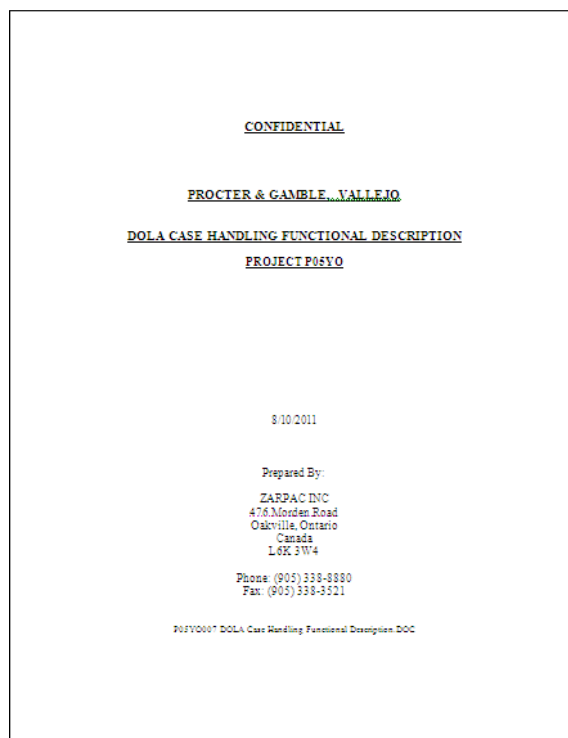 CONFIDENTIAL
PROCTER & GAMBLE, VALLEJO
DOLA CASE HANDLING FUNCTIONAL DESCRIPTION
PROJECT P05YO
8/10/2011
Prepared By:
ZARPAC INC
476 Morden Road
Oakville, Ontario
Canada
L6K 3W4
Phone: (905) 338-8880
Fax: (905) 338-3521
P05YO007 DOLA Case Handling Functional Description.DOC